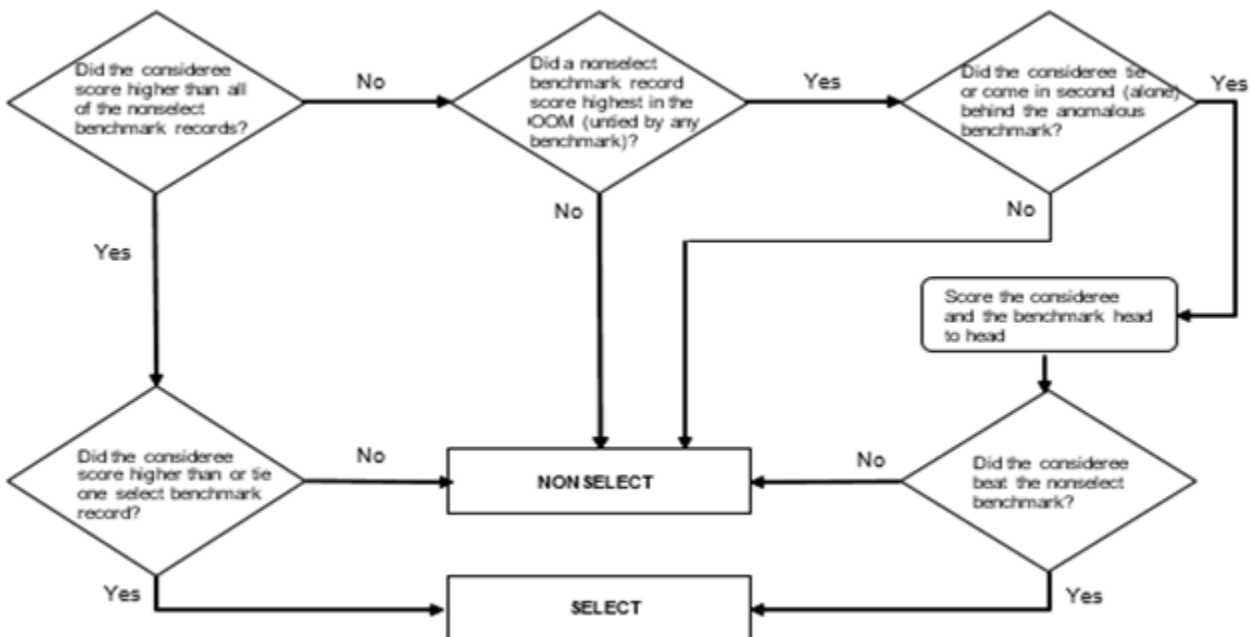 Did the consideree
score higher than all
of the nonselect
benchmark records?
No
Did a nonselect
benchmark record
score highest in the
OOM (untied by any
benchmark)?
Yes
Did the consideree tie
or come in second (alone)
behind the anomalous
benchmark?
Yes
Yes
No
No
Score the consideree
and the benchmark head
to head
Did the consideree
score higher than or tie
one select benchmark
record?
No
NONSELECT
No
Did the consideree
beat the nonselect
benchmark?
Yes
SELECT
Yes